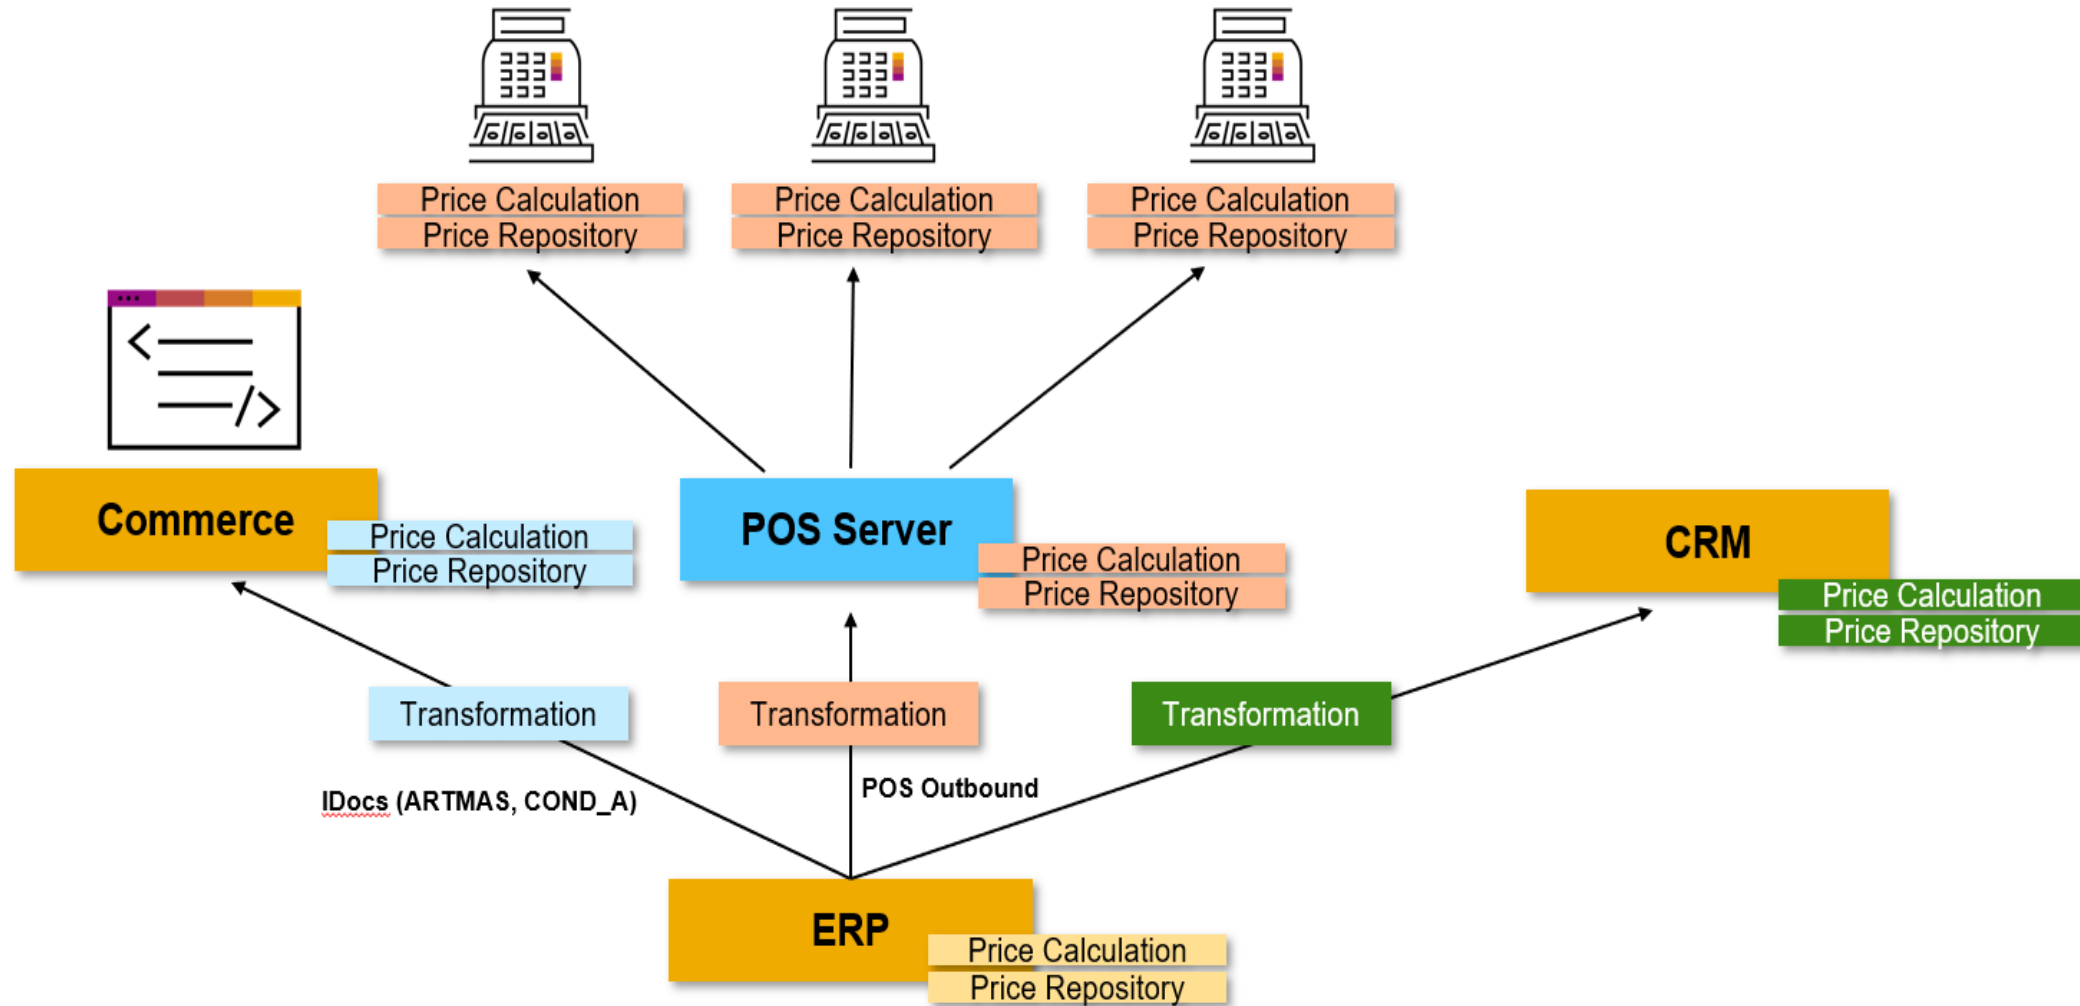 Price Calculation
Price Repository
Price Calculation
Price Repository
Price Calculation
Price Repository
Commerce
Price Calculation
Price Repository
POS Server
Price Calculation
Price Repository
CRM
Price Calculation
Price Repository
Transformation
Transformation
Transformation
IDocs (ARTMAS, COND_A)
POS Outbound
ERP
Price Calculation
Price Repository